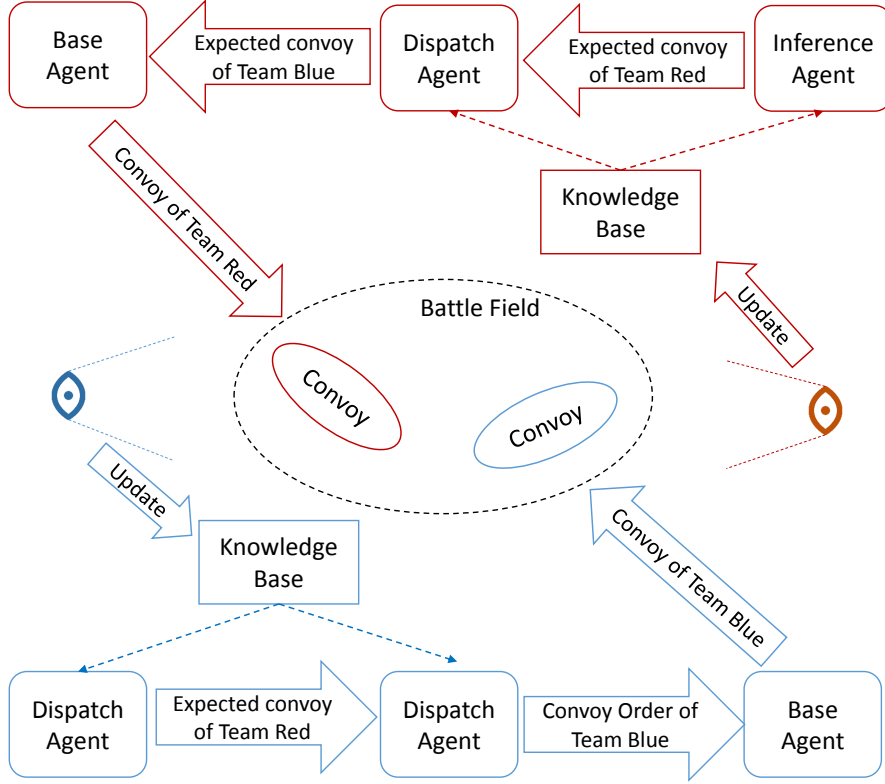 Base
Agent
Expected convoy
of Team Blue
Dispatch
Agent
Expected convoy
of Team Red
Inference
Agent
Convoy of Team Red
Knowledge
Base
Update
Battle Field
Convoy
Convoy
Update
Knowledge
Base
Convoy of Team Blue
Dispatch
Agent
Expected convoy
of Team Red
Dispatch
Agent
Convoy Order of
Team Blue
Base
Agent